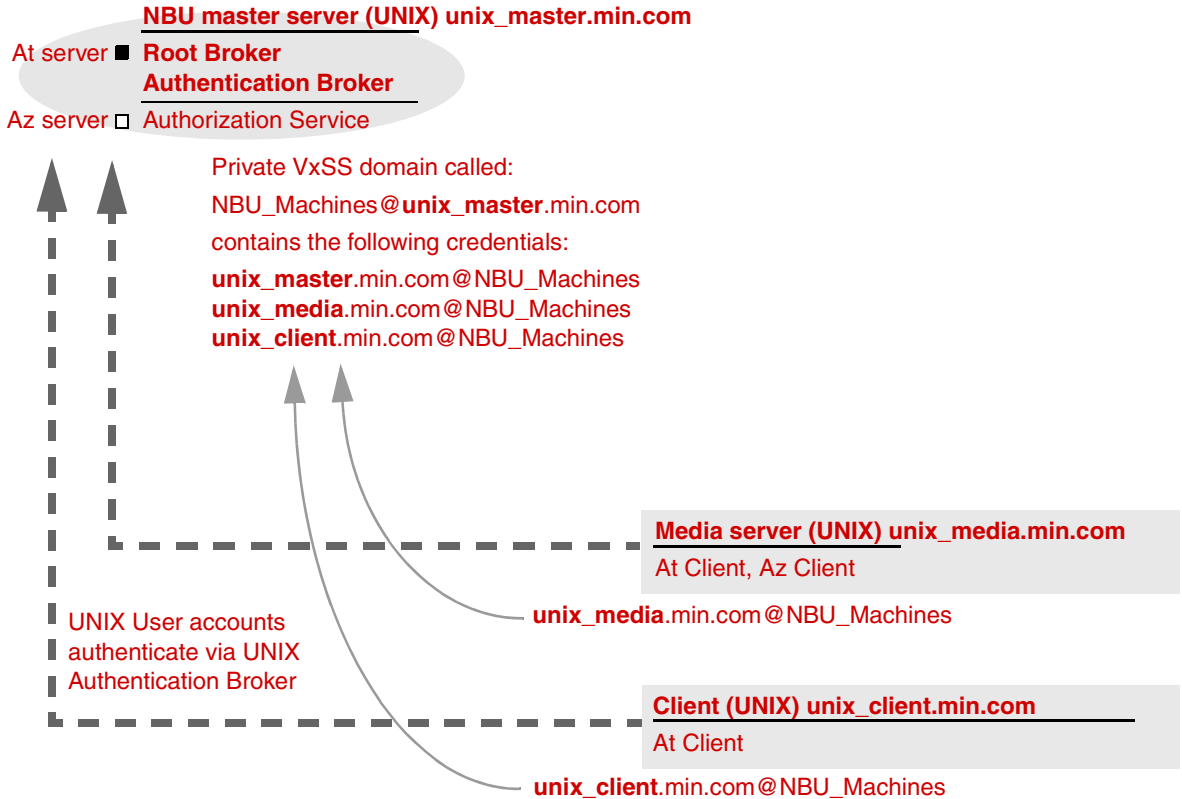 NBU master server (UNIX) unix_master.min.com
At server Root Broker
Authentication Broker
Az server Authorization Service
Private VxSS domain called:
NBU_Machines@unix_master.min.com
contains the following credentials:
unix_master.min.com@NBU_Machines
unix_media.min.com@NBU_Machines
unix_client.min.com@NBU_Machines
Media server (UNIX) unix_media.min.com
At Client, Az Client
unix_media.min.com@NBU_Machines
UNIX User accounts
authenticate via UNIX
Authentication Broker
Client (UNIX) unix_client.min.com
At Client
unix_client.min.com@NBU_Machines